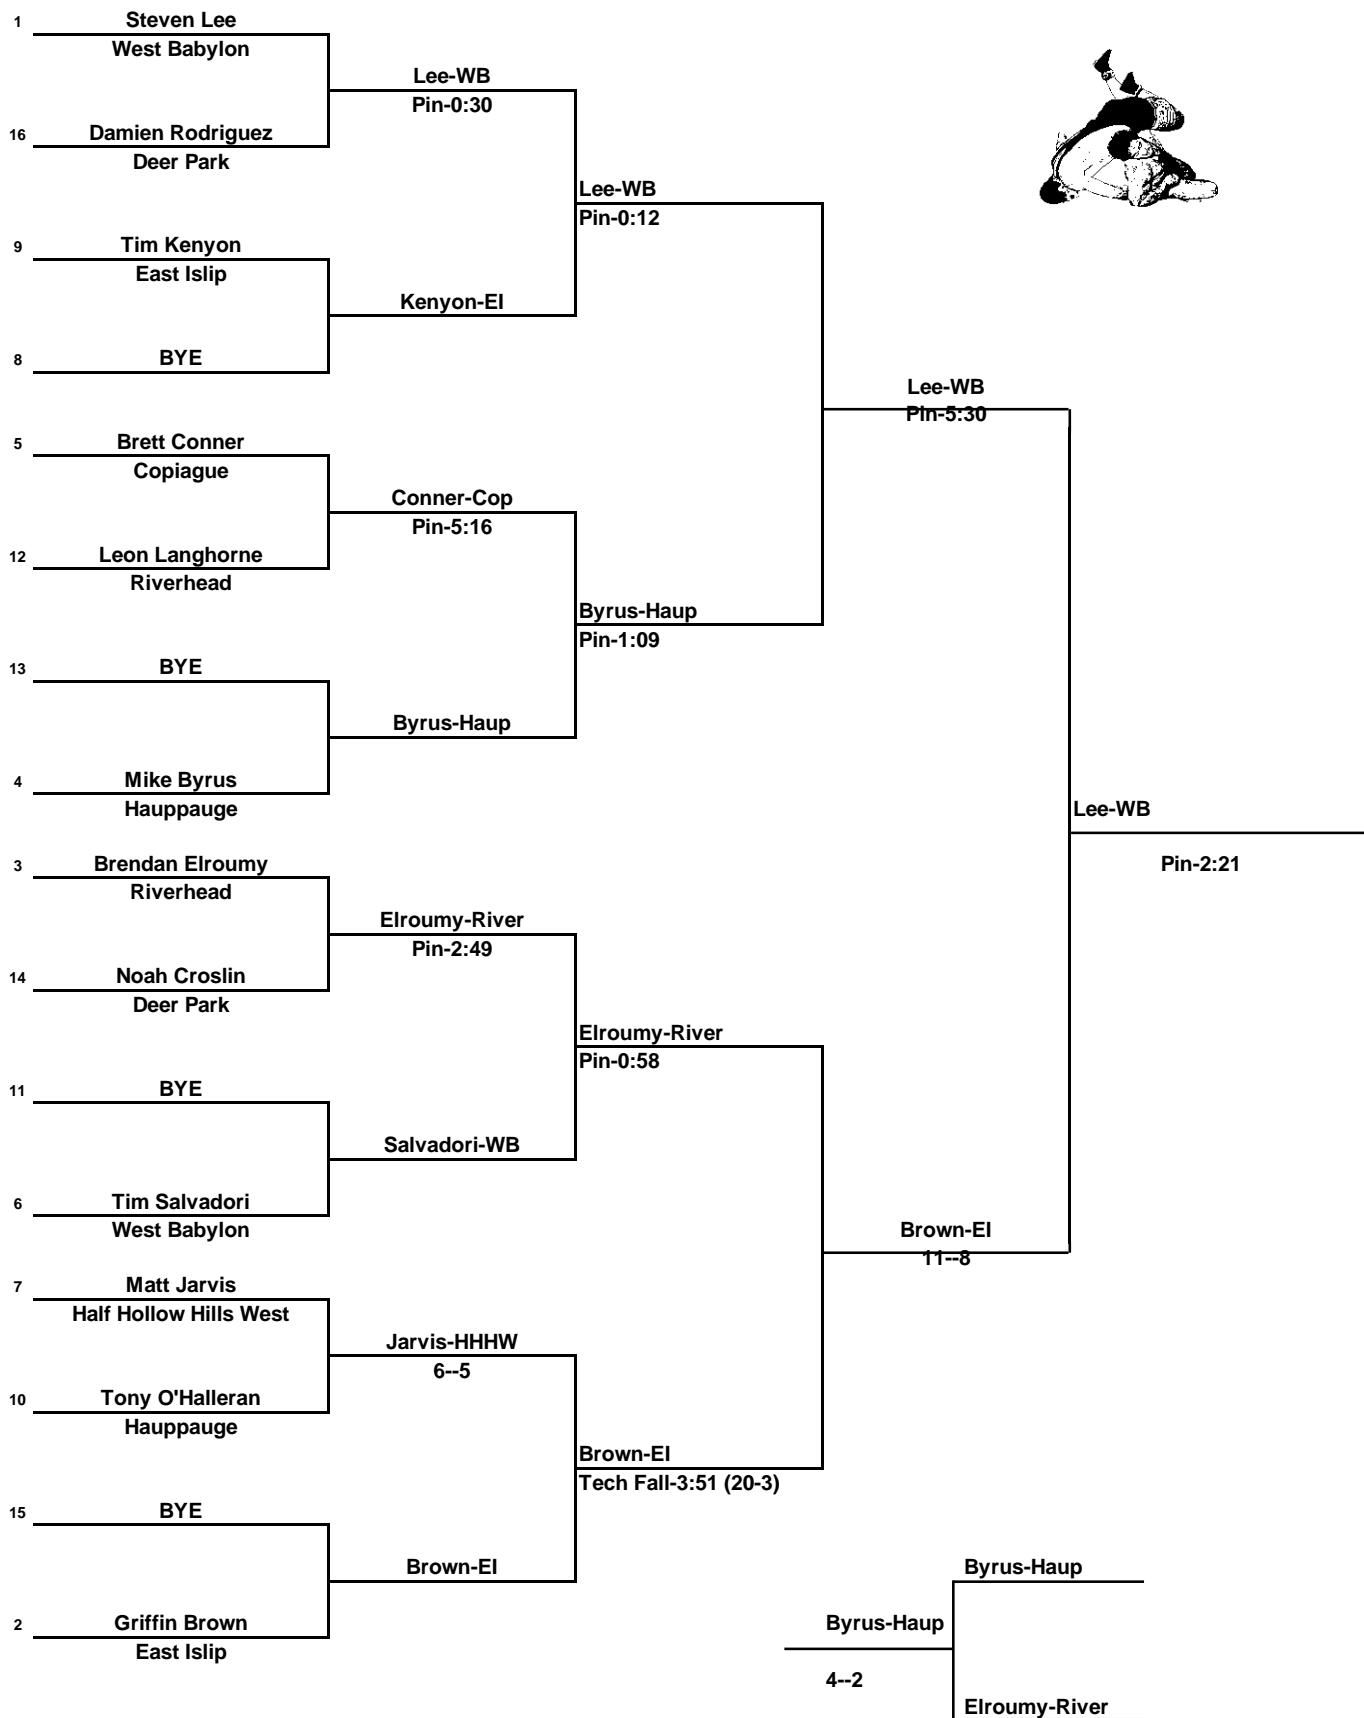 1 Steven Lee
West Babylon
Lee-WB
Pin-0:30
16 Damien Rodriguez
Deer Park
Lee-WB
Pin-0:12
9 Tim Kenyon
East Islip
Kenyon-EI
8 BYE
Lee-WB
Pin-5:30
5 Brett Conner
Copiague
Conner-Cop
Pin-5:16
12 Leon Langhorne
Riverhead
Byrus-Haup
Pin-1:09
13 BYE
Byrus-Haup
4 Mike Byrus
Hauppauge
Lee-WB
Pin-2:21
3 Brendan Elroumy
Riverhead
Elroumy-River
Pin-2:49
14 Noah Croslin
Deer Park
Elroumy-River
Pin-0:58
11 BYE
Salvadori-WB
6 Tim Salvadori
West Babylon
Brown-EI
11--8
7 Matt Jarvis
Half Hollow Hills West
Jarvis-HHHW
6--5
10 Tony O'Halleran
Hauppauge
Brown-EI
Tech Fall-3:51 (20-3)
15 BYE
Brown-EI
2 Griffin Brown
East Islip
Byrus-Haup
Byrus-Haup
4--2
Elroumy-River